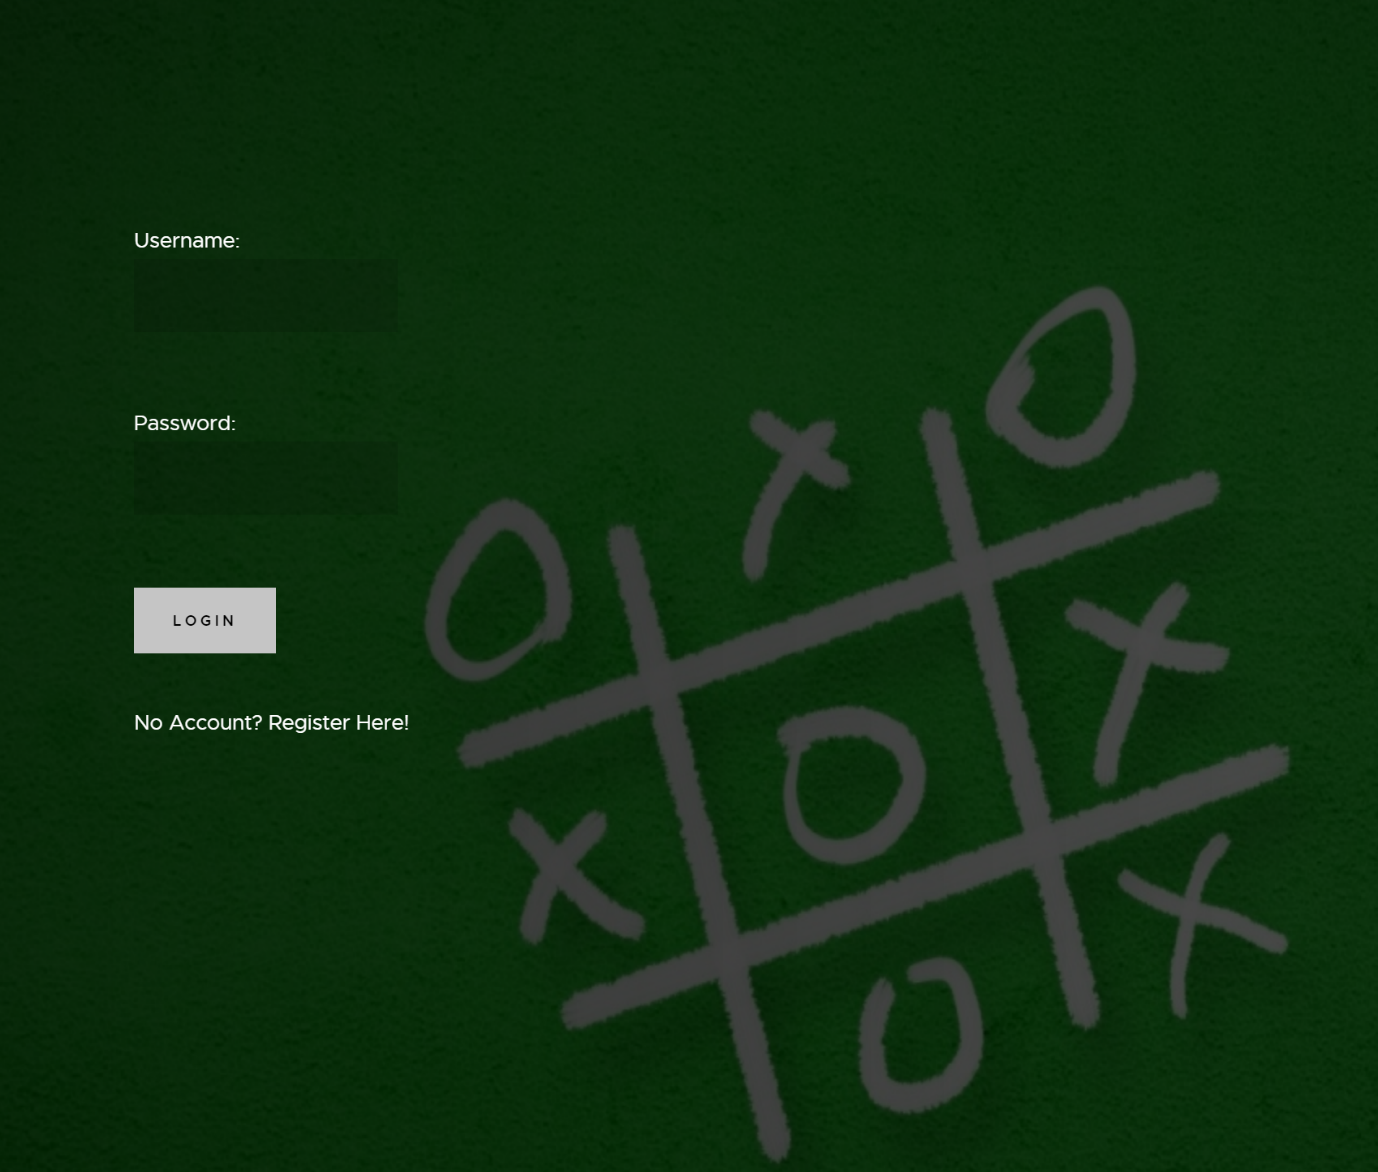 Username:
Password:
LOGIN
No Account? Register Here!